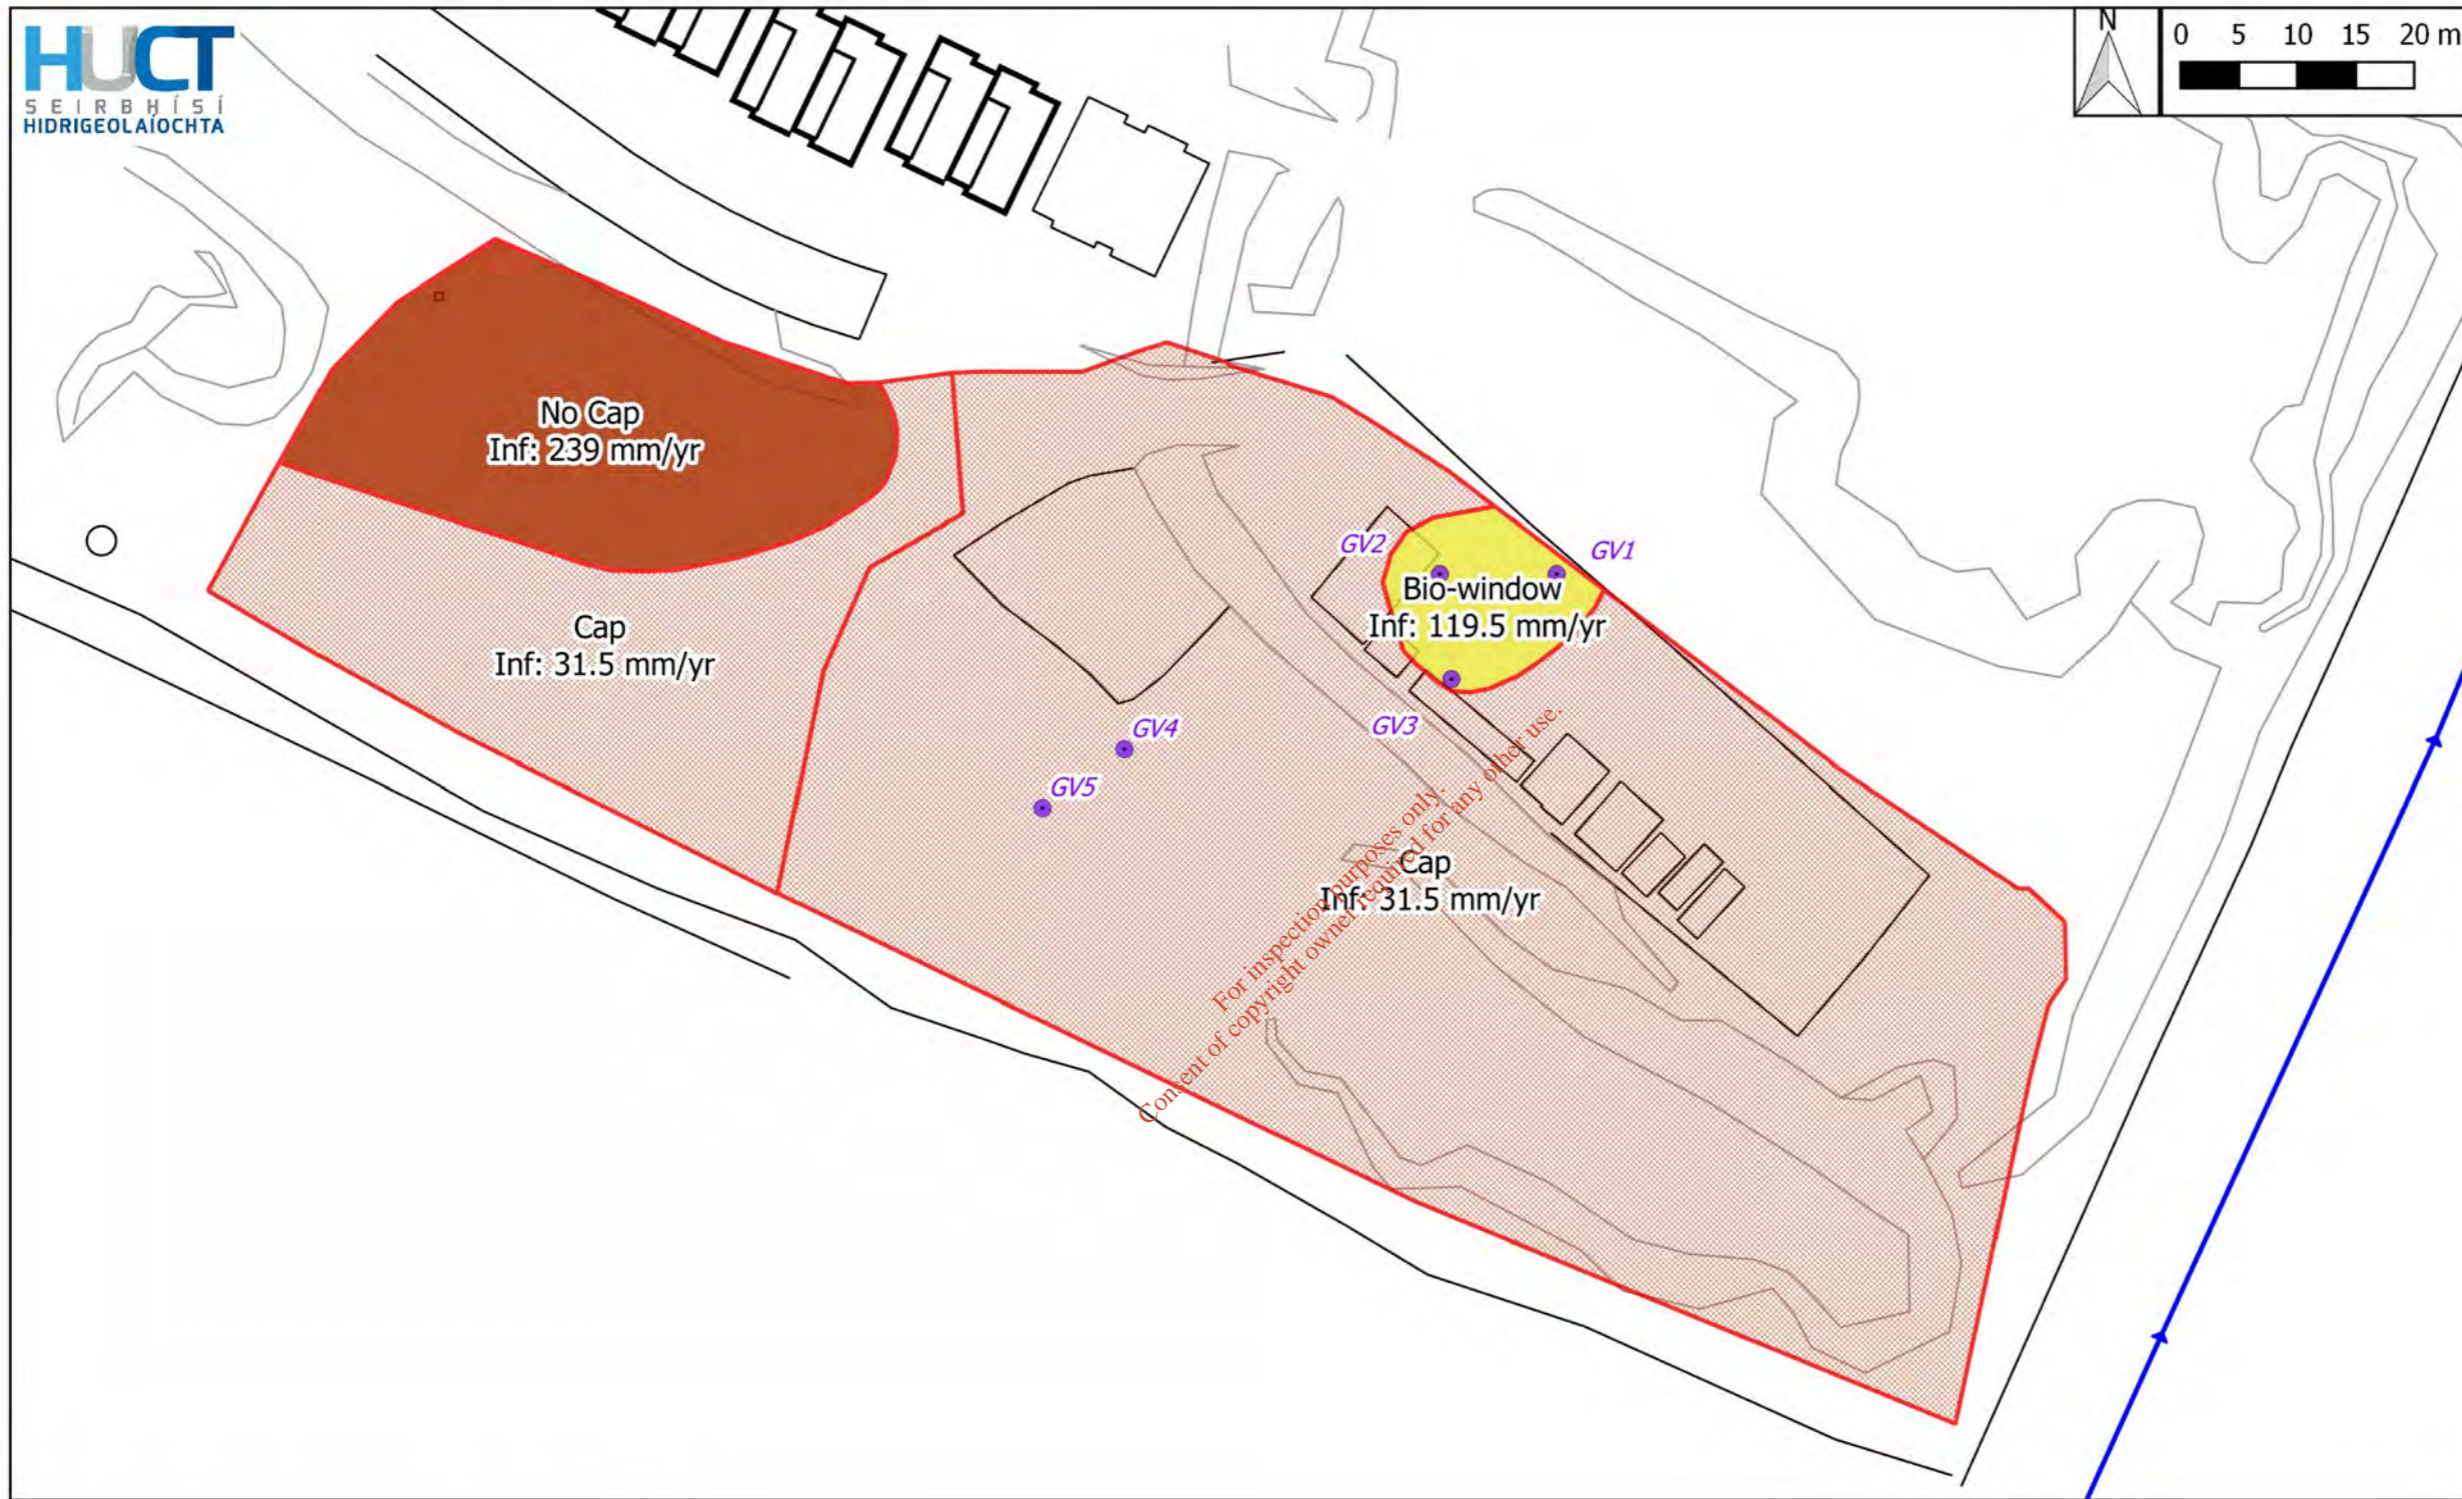 HUCT
SEIRBHÍSÍ
HIDRIGEOLAÍOCHTA
N
0 5 10 15 20 m
No Cap
Inf: 239 mm/yr
GV2
GV1
Bio-window
Inf: 119.5 mm/yr
Cap
Inf: 31.5 mm/yr
GV3
GV4
GV5
Cap
Inf: 31.5 mm/yr
For inspection purposes only.
Consent of copyright owner required for any other use.